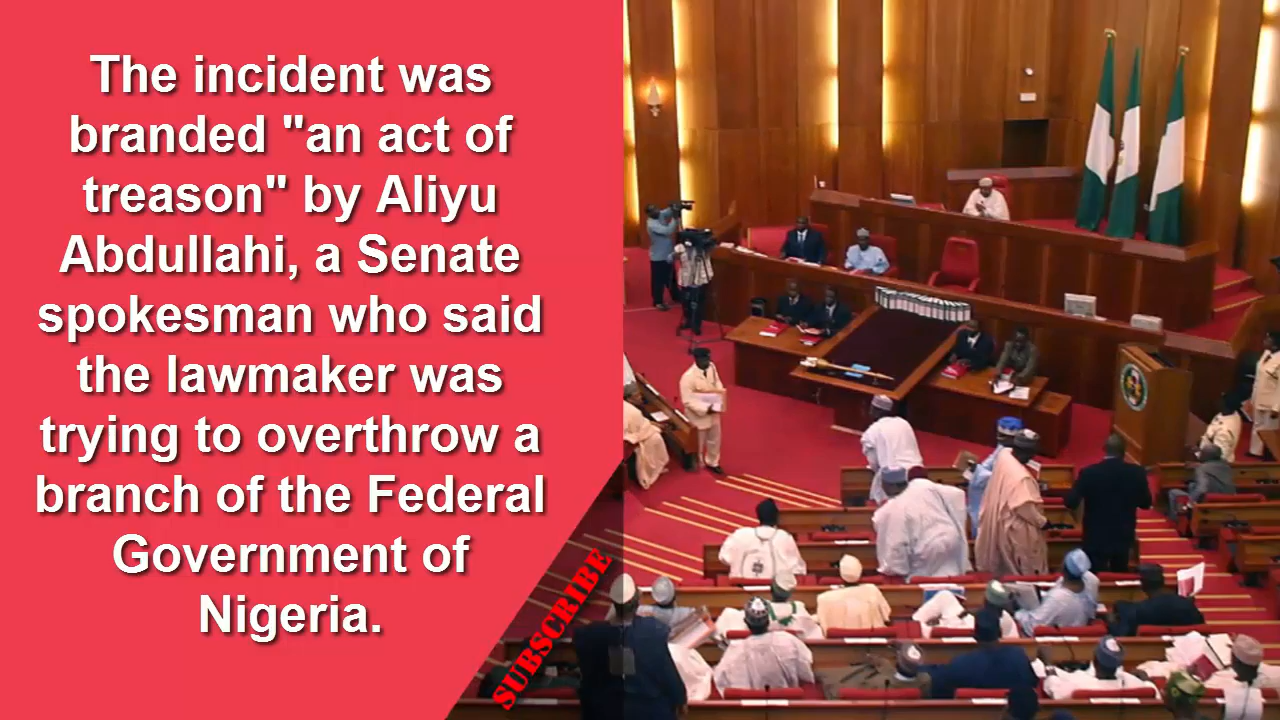 The incident was
branded "an act of
treason" by Aliyu
Abdullahi, a Senate
spokesman who said
the lawmaker was
trying to overthrow a
branch of the Federal
Government of
Nigeria.
SUBSCRIBE